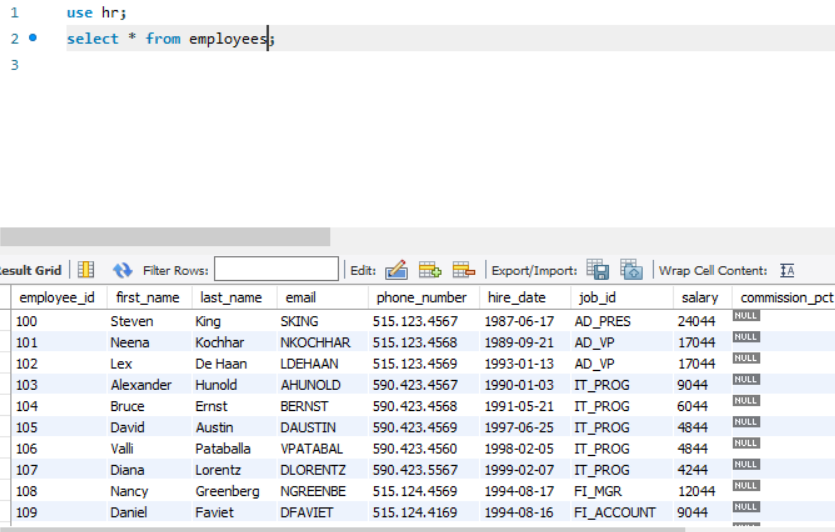 1 use hr;
2 select * from employees;
3
esult Grid Filter Rows: Edit: Export/Import: Wrap Cell Content:
employee_id first_name last_name email phone_number hire_date job_id salary commission_pct
100 Steven King SKING 515.123.4567 1987-06-17 AD_PRES 24044 NULL
101 Neena Kochhar NKOCHHAR 515.123.4568 1989-09-21 AD_VP 17044 NULL
102 Lex De Haan LDEHAAN 515.123.4569 1993-01-13 AD_VP 17044 NULL
103 Alexander Hunold AHUNOLD 590.423.4567 1990-01-03 IT_PROG 9044 NULL
104 Bruce Ernst BERNST 590.423.4568 1991-05-21 IT_PROG 6044 NULL
105 David Austin DAUSTIN 590.423.4569 1997-06-25 IT_PROG 4844 NULL
106 Valli Pataballa VPATABAL 590.423.4560 1998-02-05 IT_PROG 4844 NULL
107 Diana Lorentz DLORENTZ 590.423.5567 1999-02-07 IT_PROG 4244 NULL
108 Nancy Greenberg NGREENBE 515.124.4569 1994-08-17 FI_MGR 12044 NULL
109 Daniel Faviet DFAVIET 515.124.4169 1994-08-16 FI_ACCOUNT 9044 NULL